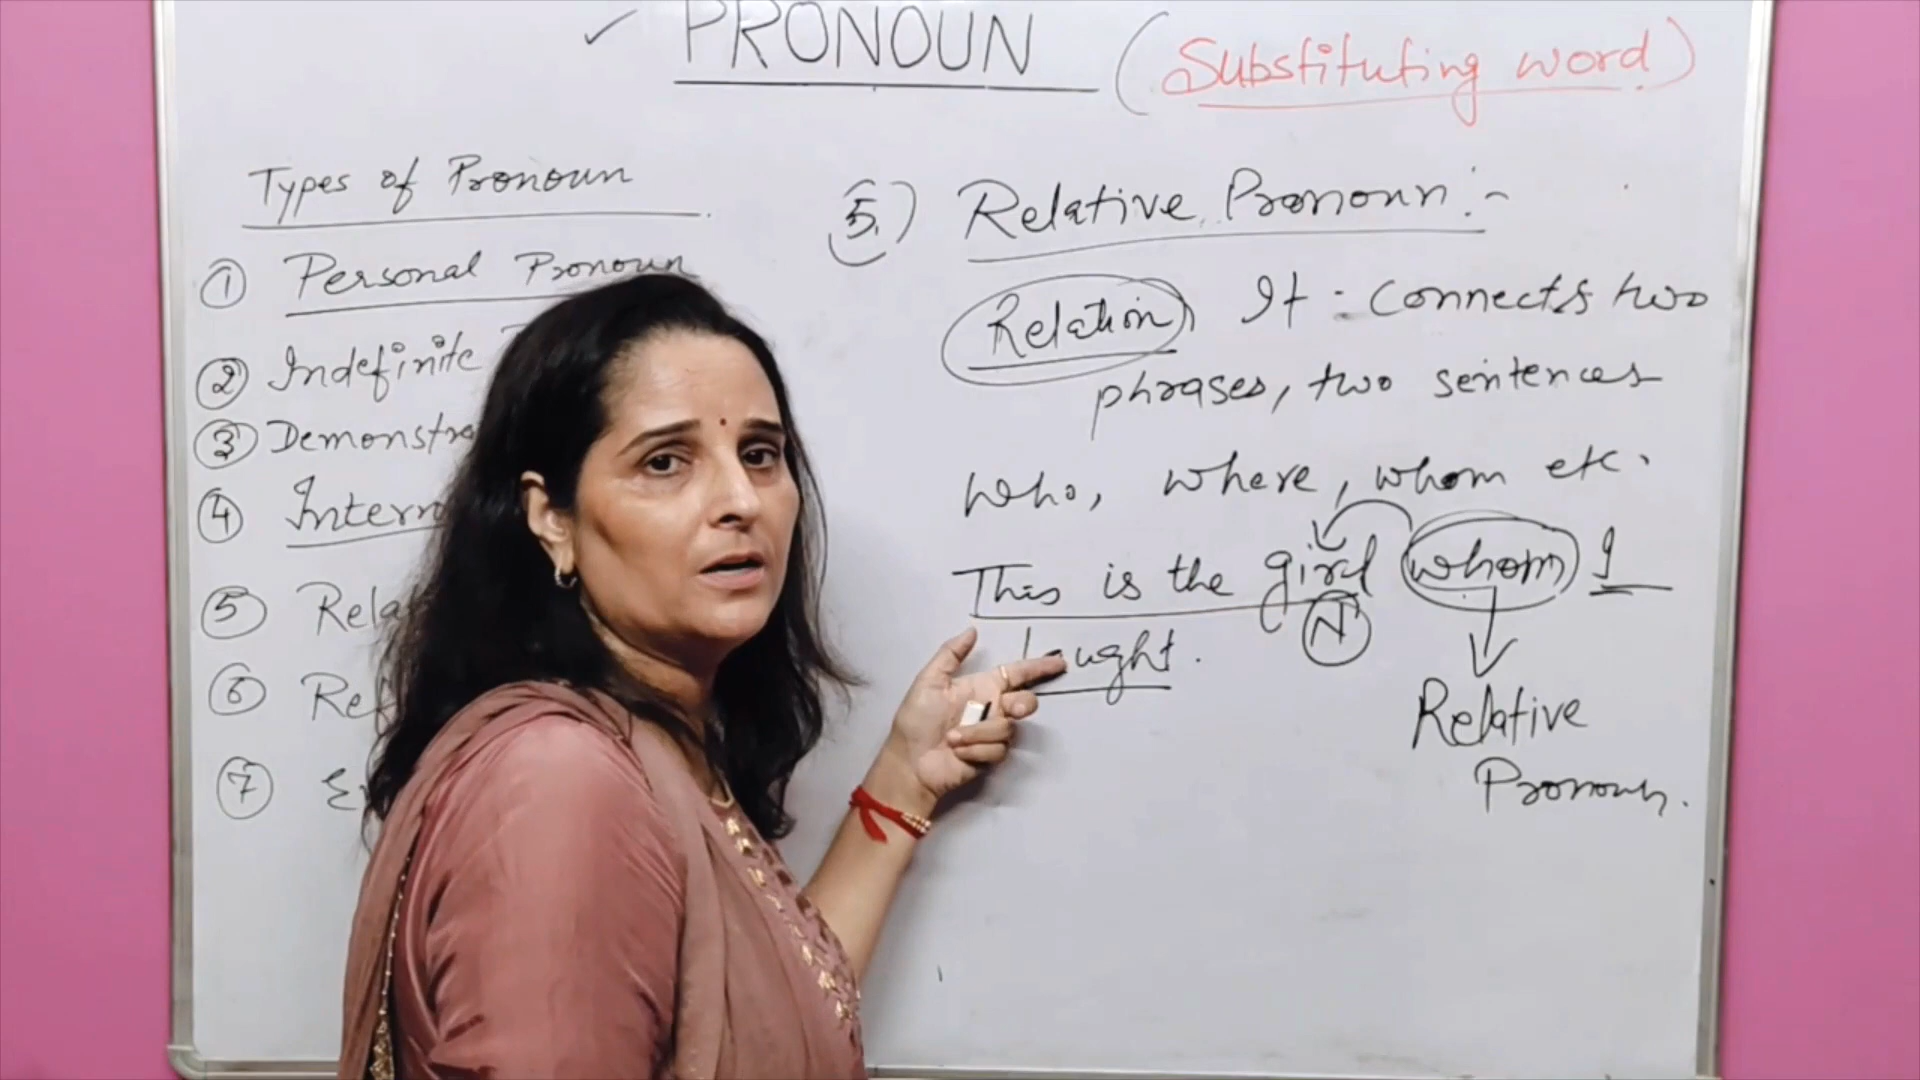 ✓ PRONOUN (Substituting word)
Types of Pronoun
① Personal Pronoun
② Indefinite
③ Demonstra
④ Intern
⑤ Rela
⑥ Ref
⑦
5.) Relative Pronoun :-
Relation It - connects two
phrases, two sentences
Who, where, whom etc.
This is the girl whom I
N
taught.
Relative
Pronoun.